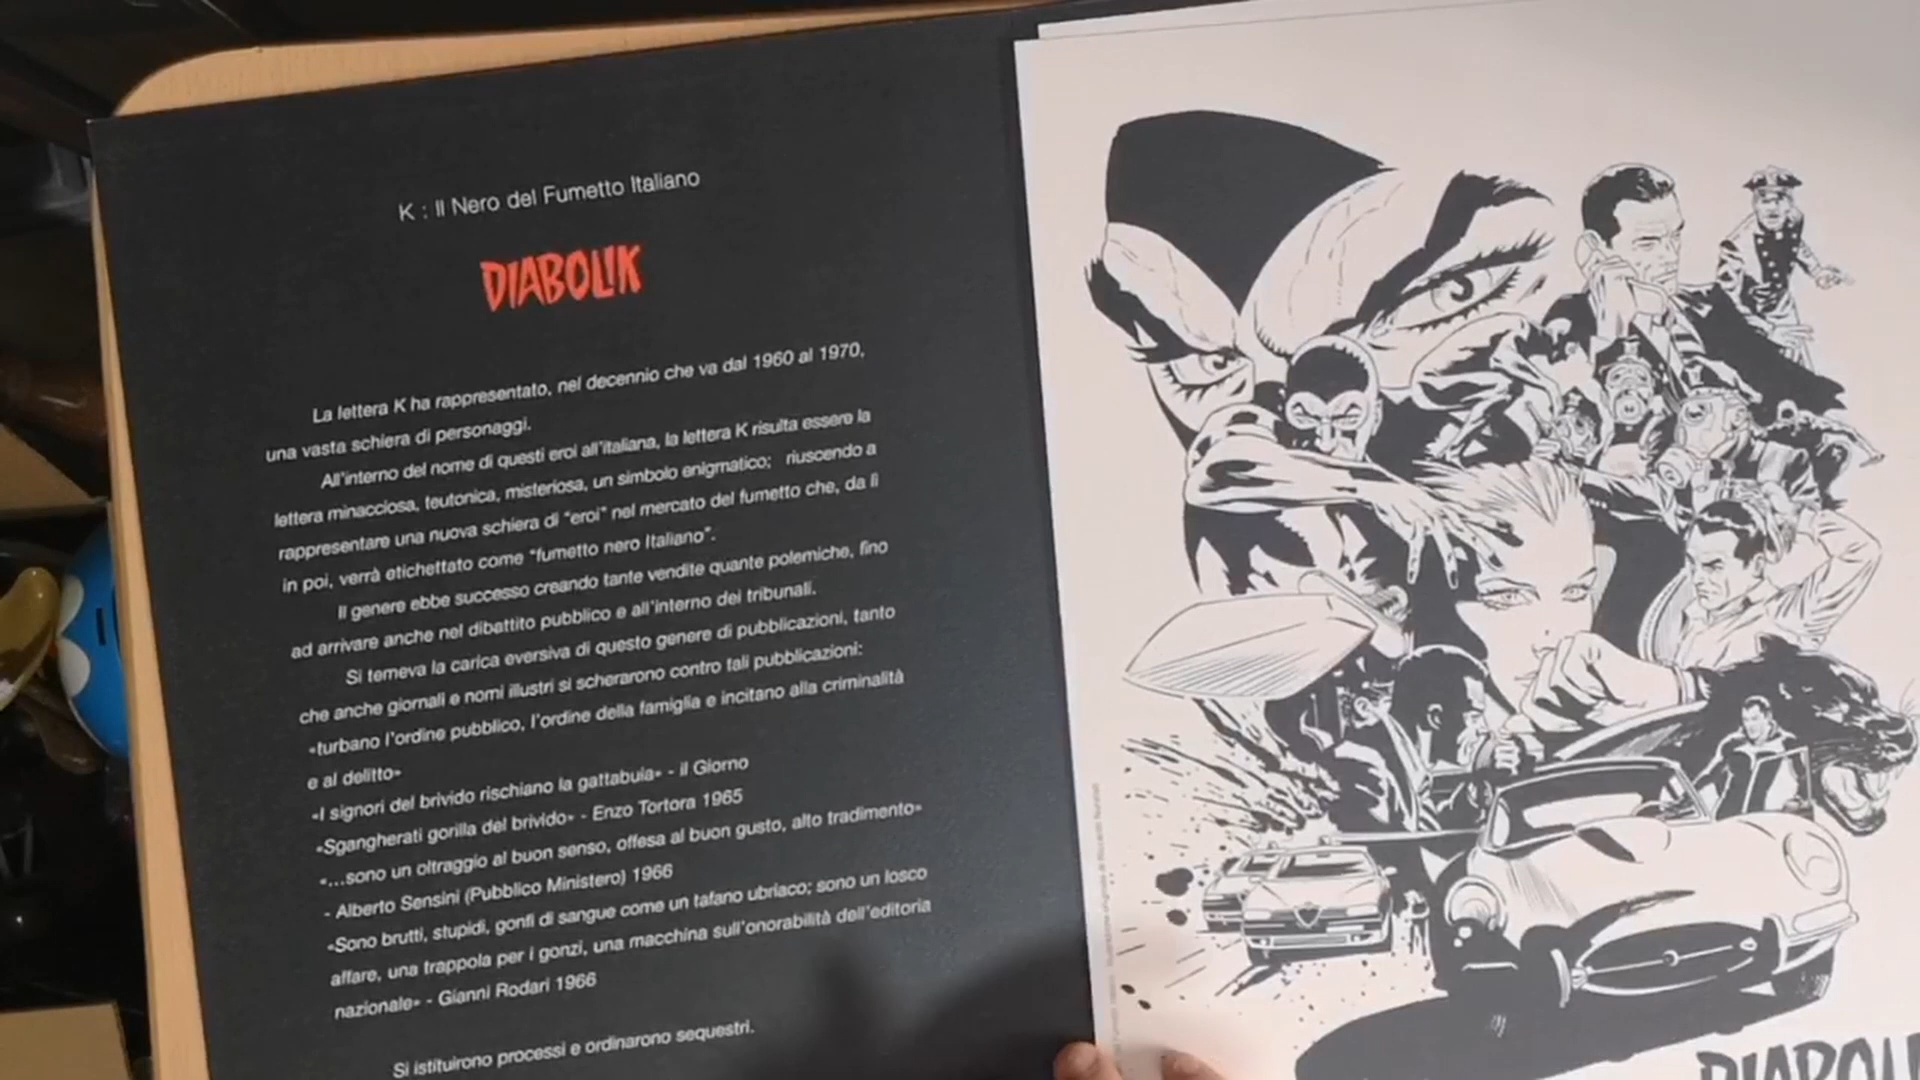 K : Il Nero del Fumetto Italiano
DIABOLIK
La lettera K ha rappresentato, nel decennio che va dal 1960 al 1970,
una vasta schiera di personaggi.
All'interno del nome di questi eroi all'italiana, la lettera K risulta essere la
lettera minacciosa, teutonica, misteriosa, un simbolo enigmatico; riuscendo a
rappresentare una nuova schiera di "eroi" nel mercato del fumetto che, da lì
in poi, verrà etichettato come "fumetto nero Italiano".
Il genere ebbe successo creando tante vendite quante polemiche, fino
ad arrivare anche nel dibattito pubblico e all'interno dei tribunali.
Si temeva la carica eversiva di questo genere di pubblicazioni, tanto
che anche giornali e nomi illustri si scherarono contro tali pubblicazioni:
«turbano l'ordine pubblico, l'ordine della famiglia e incitano alla criminalità
e al delitto»
«I signori del brivido rischiano la gattabuia» - il Giorno
«Sgangherati gorilla del brivido» - Enzo Tortora 1965
«...sono un oltraggio al buon senso, offesa al buon gusto, alto tradimento»
- Alberto Sensini (Pubblico Ministero) 1966
«Sono brutti, stupidi, gonfi di sangue come un tafano ubriaco; sono un losco
affare, una trappola per i gonzi, una macchina sull'onorabilità dell'editoria
nazionale» - Gianni Rodari 1966
Si istituirono processi e ordinarono sequestri.
DIABOLI